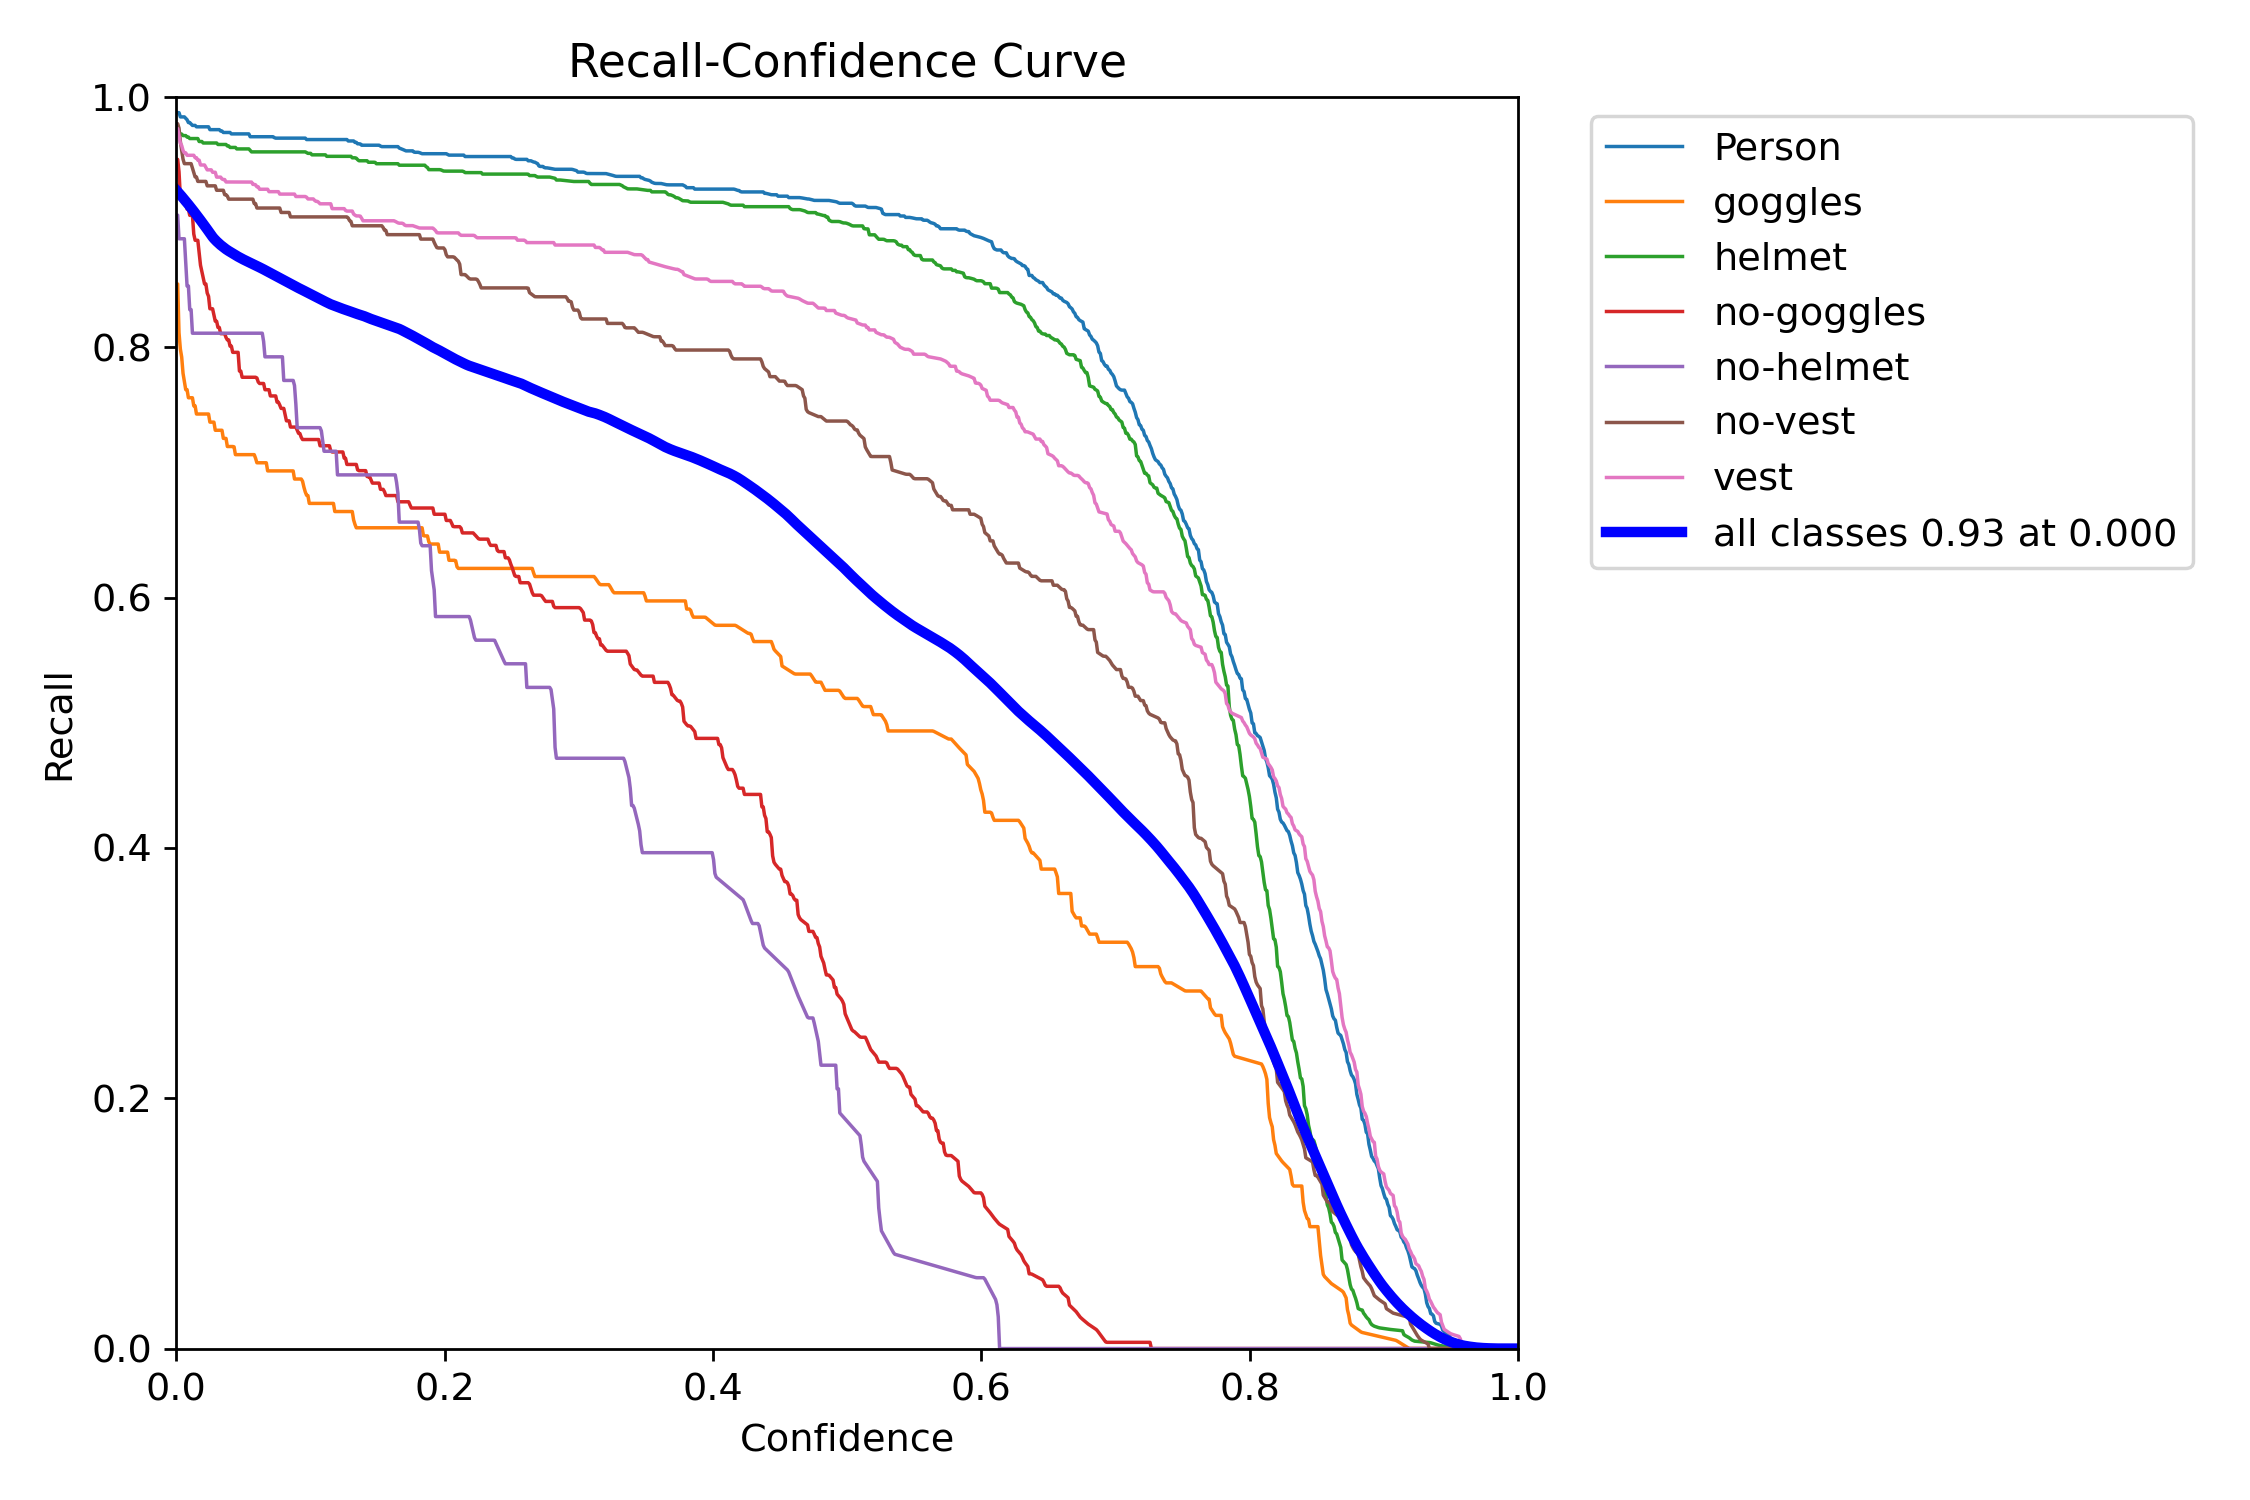 Recall-Confidence Curve
1.0
0.8
0.6
0.4
0.2
0.0
Recall
0.0 0.2 0.4 0.6 0.8 1.0
Confidence
Person
goggles
helmet
no-goggles
no-helmet
no-vest
vest
all classes 0.93 at 0.000